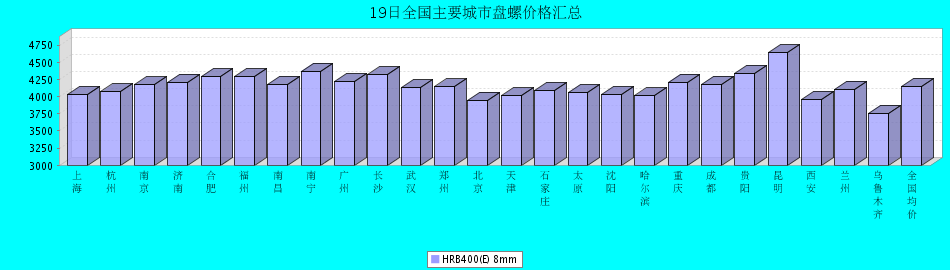 19日全国主要城市盘螺价格汇总
4750
4500
4250
4000
3750
3500
3250
3000
上海
杭州
南京
济南
合肥
福州
南昌
南宁
广州
长沙
武汉
郑州
北京
天津
石家庄
太原
沈阳
哈尔滨
重庆
成都
贵阳
昆明
西安
兰州
乌鲁木齐
全国均价
HRB400(E) 8mm